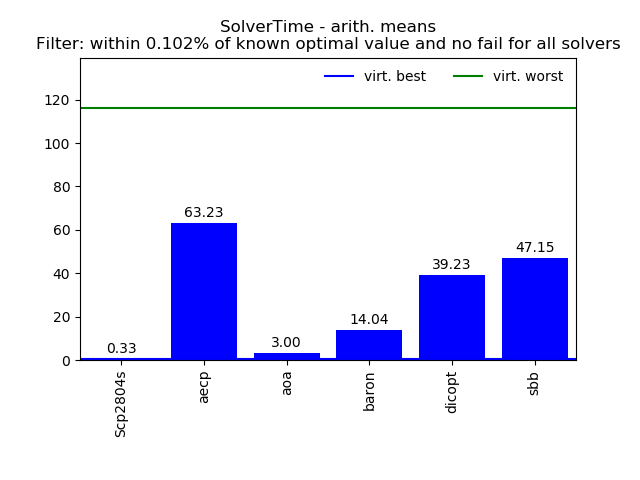 SolverTime - arith. means
Filter: within 0.102% of known optimal value and no fail for all solvers
virt. best
virt. worst
120
100
80
60
40
20
0
0.33
63.23
3.00
14.04
39.23
47.15
Scp2804s
aecp
aoa
baron
dicopt
sbb